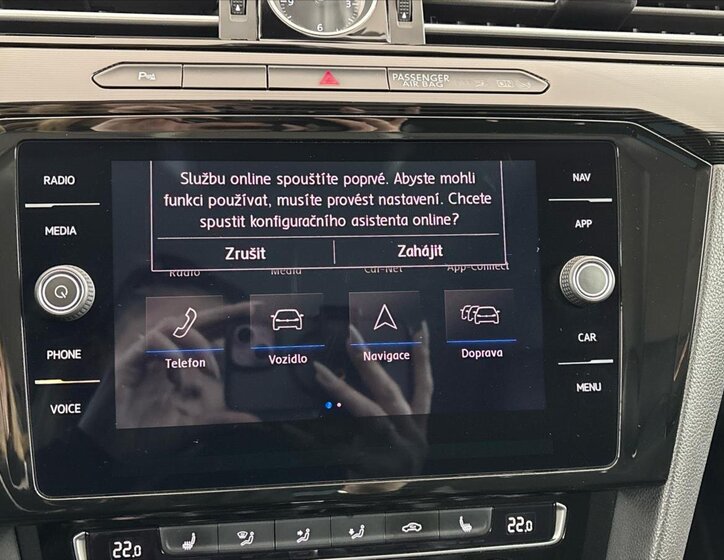 6
P
PASSENGER
AIR BAG
RADIO
MEDIA
PHONE
VOICE
NAV
APP
CAR
MENU
Službu online spouštíte poprvé. Abyste mohli
funkci používat, musíte provést nastavení. Chcete
spustit konfiguračního asistenta online?
Zrušit Zahájit
Radio Media Car-Net App-Connect
Telefon Vozidlo Navigace Doprava
22.0 22.0